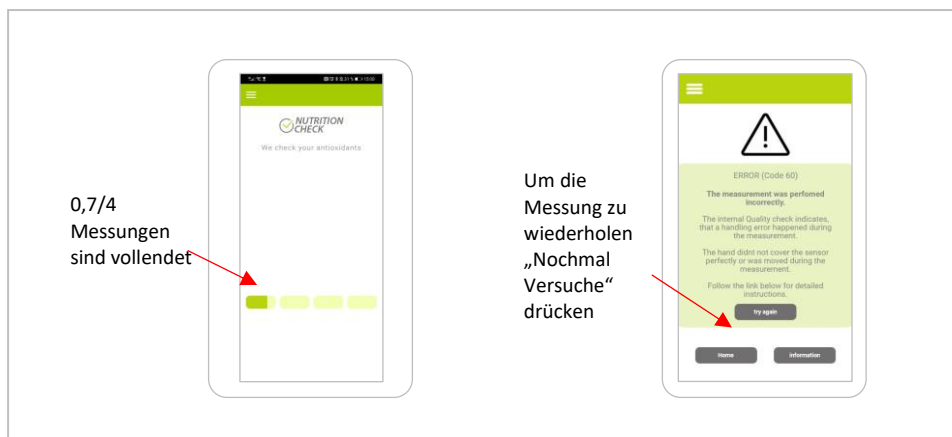 0,7/4
Messungen
sind vollendet
NUTRITION
CHECK
We check your antioxidants
Um die
Messung zu
wiederholen
„Nochmal
Versuche“
drücken
ERROR (Code 60)
The measurement was perfomed
incorrectly.
The internal Quality check indicates,
that a handling error happened during
the measurement.
The hand didnt not cover the sensor
perfectly or was moved during the
measurement.
Follow the link below for detailed
instructions.
try again
Home
information